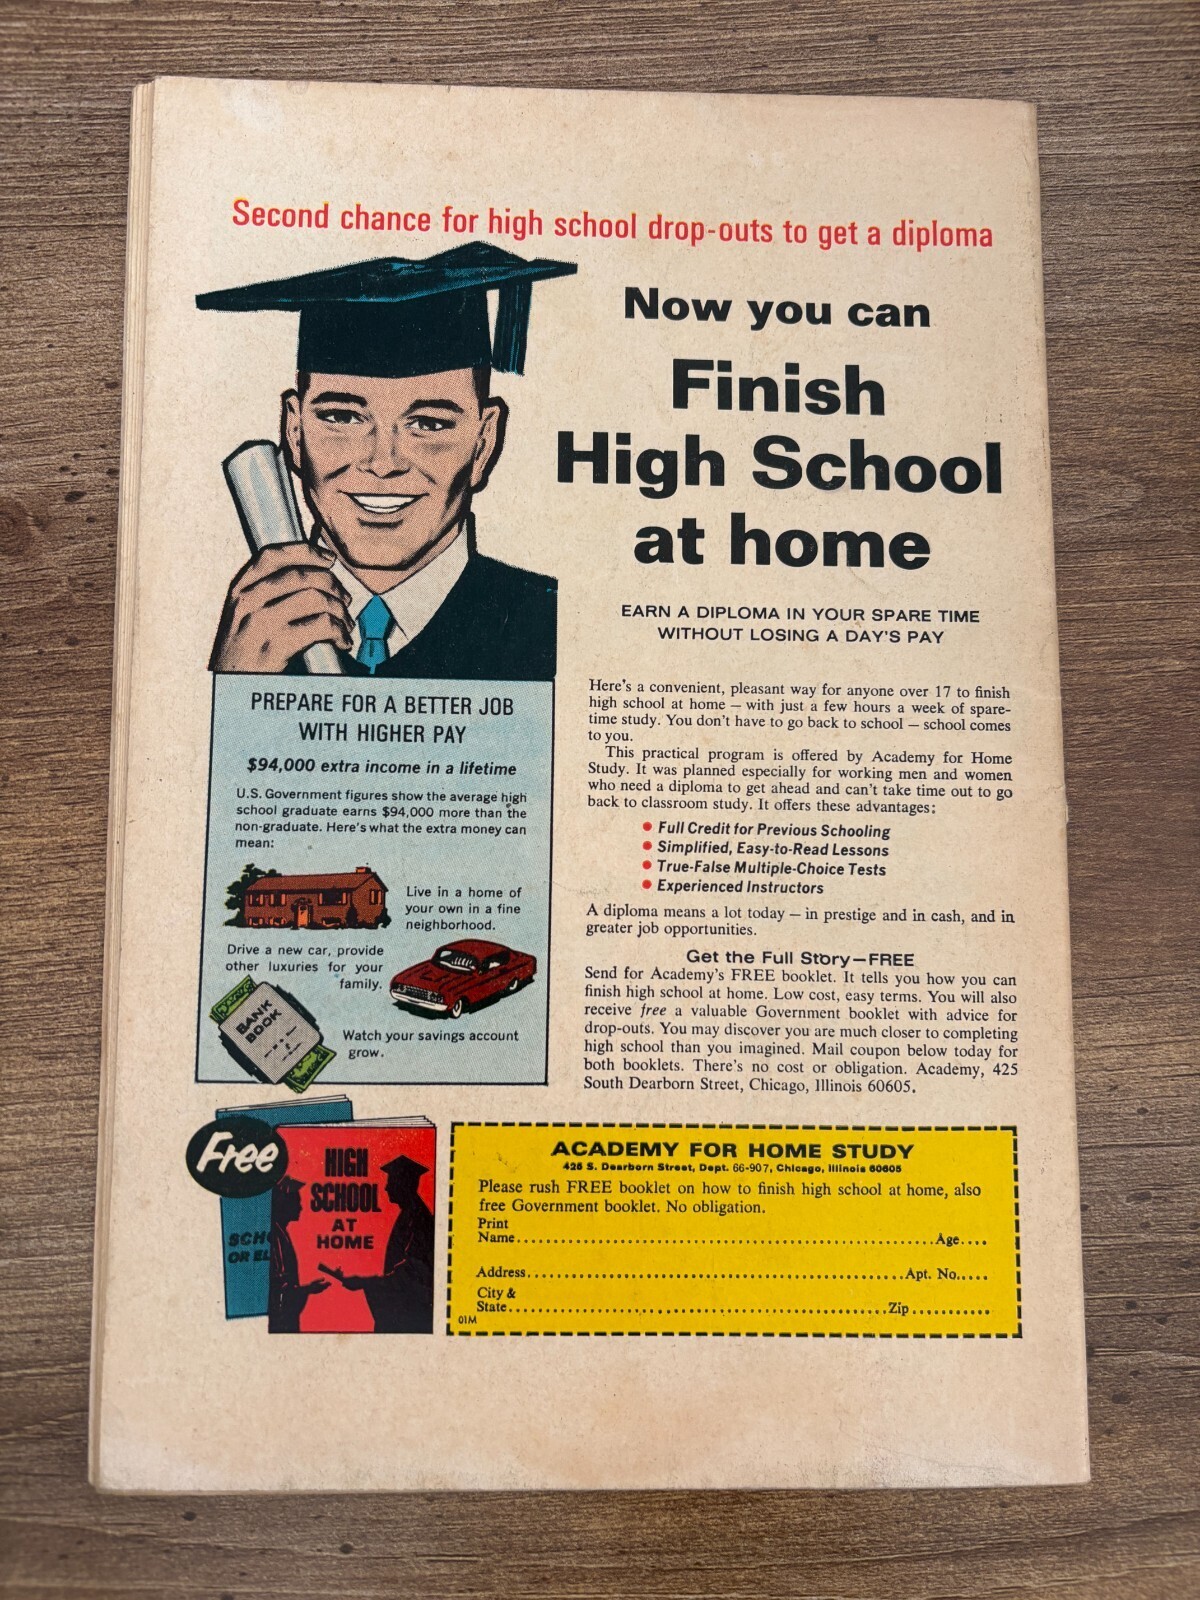 Second chance for high school drop-outs to get a diploma
Now you can
Finish
High School
at home
EARN A DIPLOMA IN YOUR SPARE TIME
WITHOUT LOSING A DAY'S PAY
PREPARE FOR A BETTER JOB
WITH HIGHER PAY
$94,000 extra income in a lifetime
U.S. Government figures show the average high
school graduate earns $94,000 more than the
non-graduate. Here's what the extra money can
mean:
Live in a home of
your own in a fine
neighborhood.
Drive a new car, provide
other luxuries for your
family.
BANK
BOOK
Watch your savings account
grow.
Here's a convenient, pleasant way for anyone over 17 to finish
high school at home — with just a few hours a week of spare-
time study. You don't have to go back to school — school comes
to you.
This practical program is offered by Academy for Home
Study. It was planned especially for working men and women
who need a diploma to get ahead and can't take time out to go
back to classroom study. It offers these advantages:
• Full Credit for Previous Schooling
• Simplified, Easy-to-Read Lessons
• True-False Multiple-Choice Tests
• Experienced Instructors
A diploma means a lot today — in prestige and in cash, and in
greater job opportunities.
Get the Full Story—FREE
Send for Academy's FREE booklet. It tells you how you can
finish high school at home. Low cost, easy terms. You will also
receive free a valuable Government booklet with advice for
drop-outs. You may discover you are much closer to completing
high school than you imagined. Mail coupon below today for
both booklets. There's no cost or obligation. Academy, 425
South Dearborn Street, Chicago, Illinois 60605.
Free
SCH
OR EL
HIGH
SCHOOL
AT
HOME
ACADEMY FOR HOME STUDY
425 S. Dearborn Street, Dept. 66-907, Chicago, Illinois 60605
Please rush FREE booklet on how to finish high school at home, also
free Government booklet. No obligation.
Print
Name Age
Address Apt. No.
City &
State Zip
01M